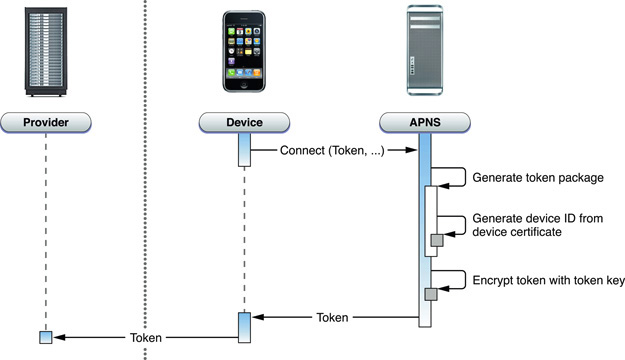 Provider
Device
APNS
Connect (Token, ...)
Generate token package
Generate device ID from
device certificate
Encrypt token with token key
Token
Token